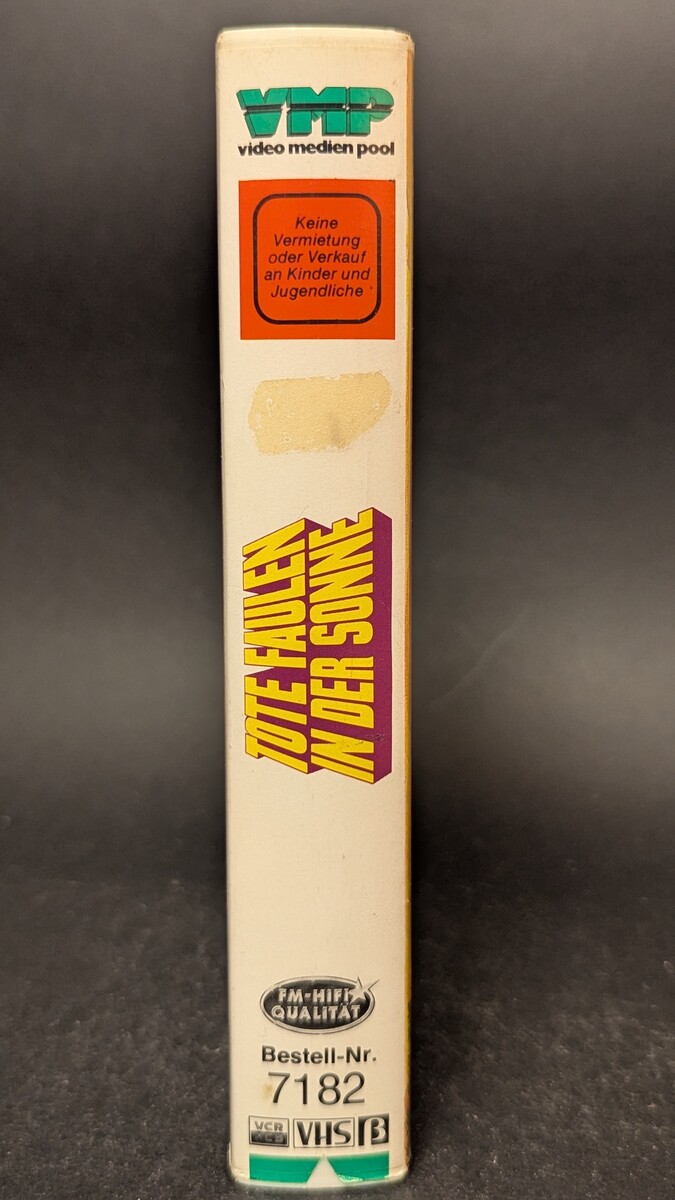 VMP
video medien pool
Keine
Vermietung
oder Verkauf
an Kinder und
Jugendliche
TOTE FAULEN
IN DER SONNE
FM-HiFi
QUALITÄT
Bestell-Nr.
7182
VCR VHS β